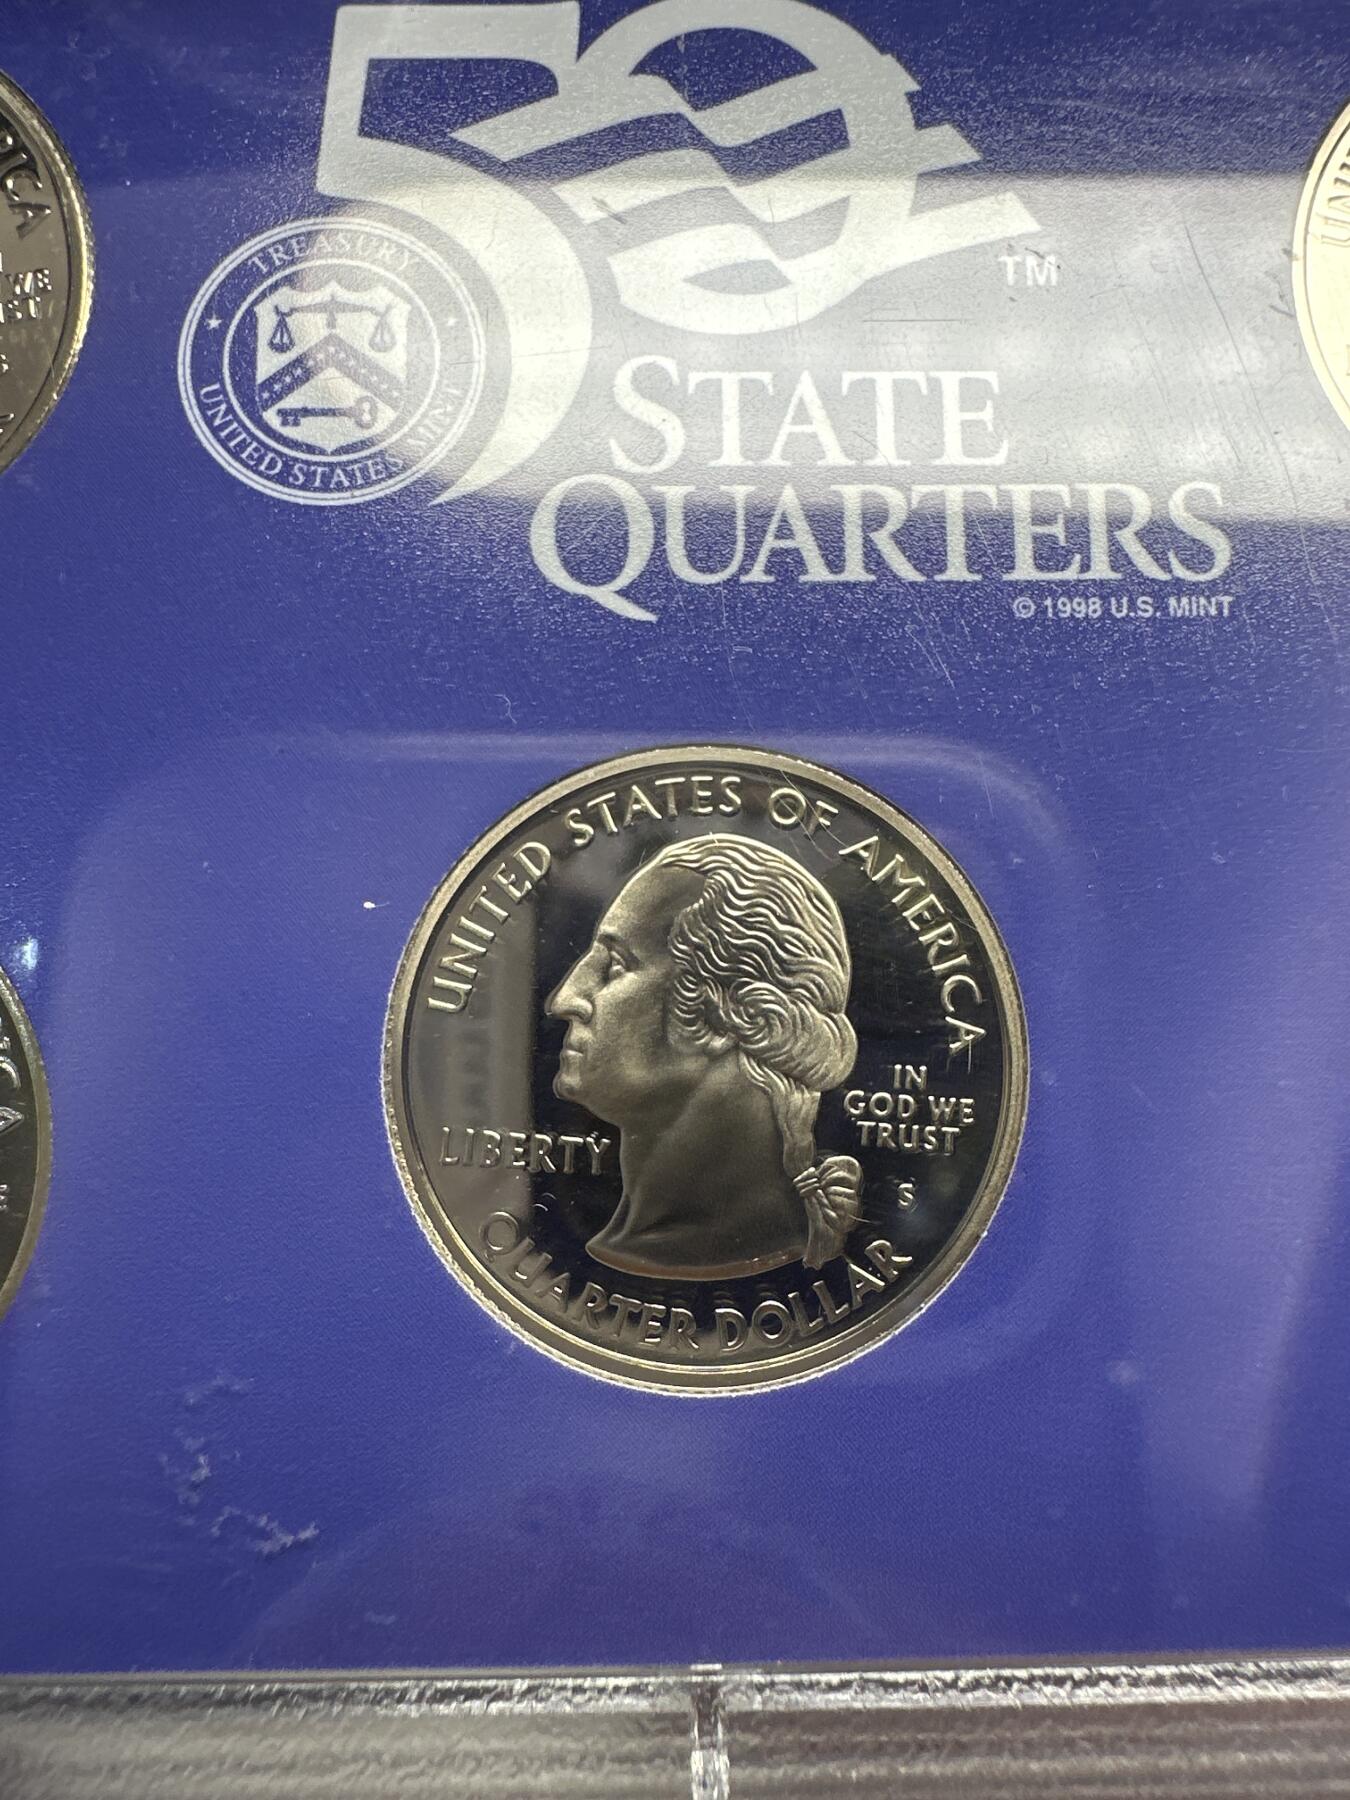 50
TM
TREASURY
UNITED STATES MINT
STATE
QUARTERS
© 1998 U.S. MINT
UNITED STATES OF AMERICA
IN
GOD WE
TRUST
LIBERTY
S
QUARTER DOLLAR
WE